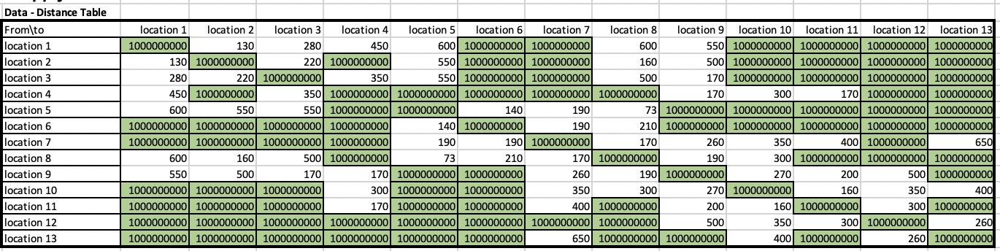 Data - Distance Table
From\to location 1 location 2 location 3 location 4 location 5 location 6 location 7 location 8 location 9 location 10 location 11 location 12 location 13
location 1 1000000000 130 280 450 600 1000000000 1000000000 600 550 1000000000 1000000000 1000000000 1000000000
location 2 130 1000000000 220 1000000000 550 1000000000 1000000000 160 500 1000000000 1000000000 1000000000 1000000000
location 3 280 220 1000000000 350 550 1000000000 1000000000 500 170 1000000000 1000000000 1000000000 1000000000
location 4 450 1000000000 350 1000000000 1000000000 1000000000 1000000000 1000000000 170 300 170 1000000000 1000000000
location 5 600 550 550 1000000000 1000000000 140 190 73 1000000000 1000000000 1000000000 1000000000 1000000000
location 6 1000000000 1000000000 1000000000 1000000000 140 1000000000 190 210 1000000000 1000000000 1000000000 1000000000 1000000000
location 7 1000000000 1000000000 1000000000 1000000000 190 190 1000000000 170 260 350 400 1000000000 650
location 8 600 160 500 1000000000 73 210 170 1000000000 190 300 1000000000 1000000000 1000000000
location 9 550 500 170 170 1000000000 1000000000 260 190 1000000000 270 200 500 1000000000
location 10 1000000000 1000000000 1000000000 300 1000000000 1000000000 350 300 270 1000000000 160 350 400
location 11 1000000000 1000000000 1000000000 170 1000000000 1000000000 400 1000000000 200 160 1000000000 300 1000000000
location 12 1000000000 1000000000 1000000000 1000000000 1000000000 1000000000 1000000000 1000000000 500 350 300 1000000000 260
location 13 1000000000 1000000000 1000000000 1000000000 1000000000 1000000000 650 1000000000 1000000000 400 1000000000 260 1000000000